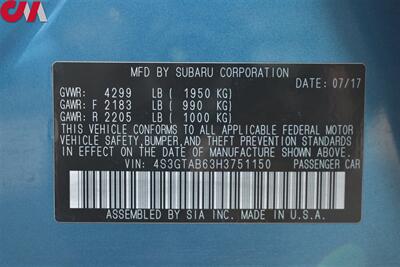 CM
MFD BY SUBARU CORPORATION
DATE: 07/17
GVWR: 4299 LB ( 1950 KG)
GAWR: F 2183 LB ( 990 KG)
GAWR: R 2205 LB ( 1000 KG)
THIS VEHICLE CONFORMS TO ALL APPLICABLE FEDERAL MOTOR
VEHICLE SAFETY,BUMPER,AND THEFT PREVENTION STANDARDS
IN EFFECT ON THE DATE OF MANUFACTURE SHOWN ABOVE.
VIN: 4S3GTAB63H3751150 PASSENGER CAR
ASSEMBLED BY SIA INC. MADE IN U.S.A.